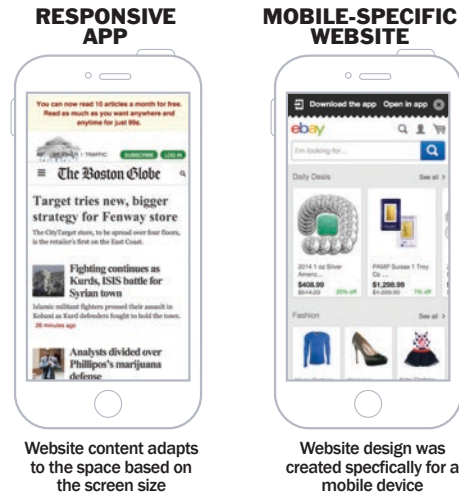 RESPONSIVE
APP
You can now read 10 articles a month for free.
Read as much as you want anywhere and
anytime for just 99¢.
TRAFFIC
SUBSCRIBE
LOG IN
The Boston Globe
Target tries new, bigger
strategy for Fenway store
The CityTarget store, to be spread over four floors,
is the retailer's first on the East Coast.
Fighting continues as
Kurds, ISIS battle for
Syrian town
Islamic militant fighters pressed their assault in
Kobani as Kurd defenders fought to hold the town.
26 minutes ago
Analysts divided over
Phillipos's marijuana
defense
Website content adapts
to the space based on
the screen size
MOBILE-SPECIFIC
WEBSITE
Download the app Open in app
ebay
I'm looking for...
Daily Deals See all >
2014 1 oz Silver
Americ...
$408.99
$514.20 20% off
PAMP Suisse 1 Troy
Oz ...
$1,298.99
7% off
Fashion See all >
Website design was
created specfically for a
mobile device